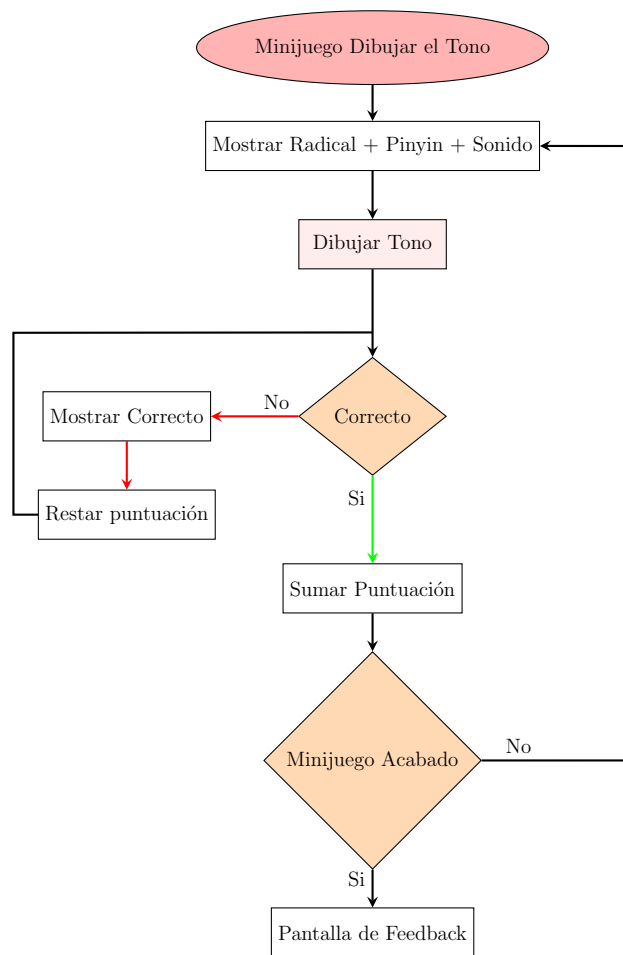 Minijuego Dibujar el Tono
Mostrar Radical + Pinyin + Sonido
Dibujar Tono
No
Mostrar Correcto
Correcto
Restar puntuación
Si
Sumar Puntuación
Minijuego Acabado
No
Si
Pantalla de Feedback